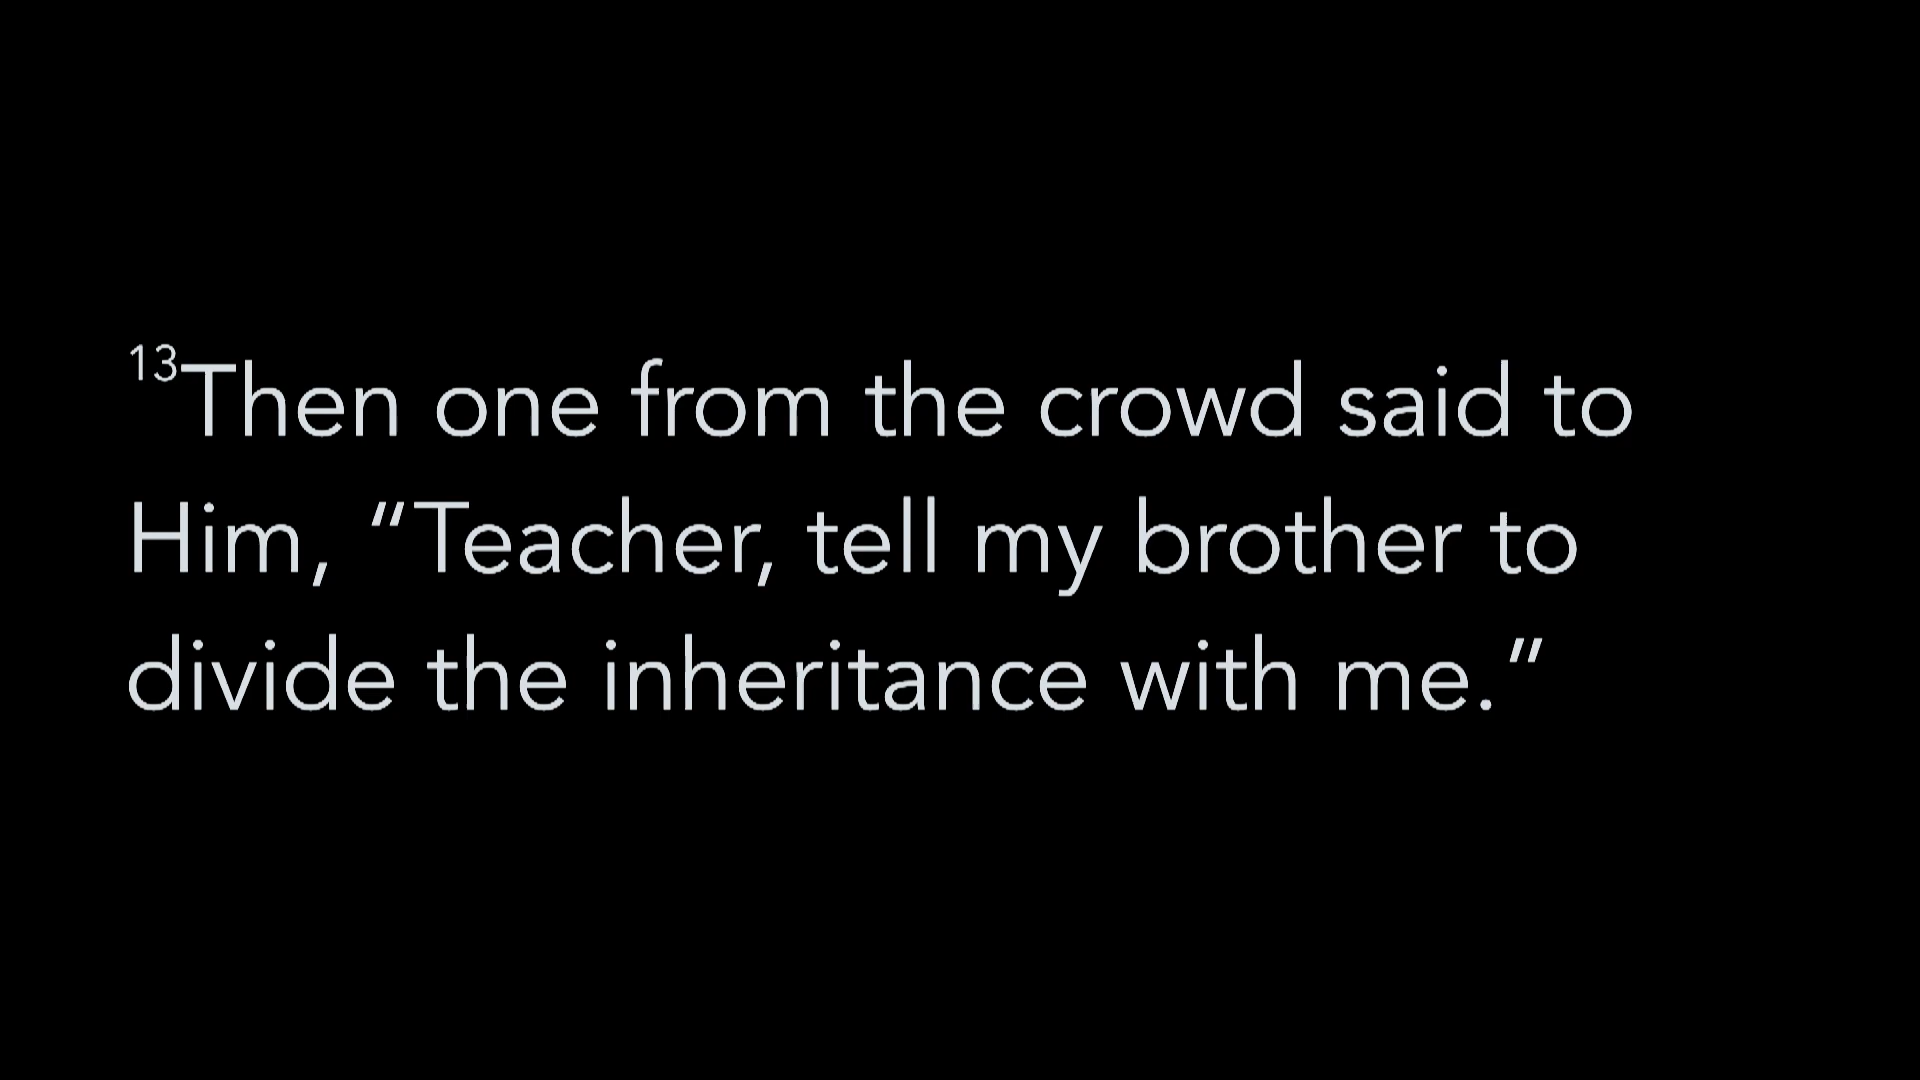 13Then one from the crowd said to
Him, “Teacher, tell my brother to
divide the inheritance with me.”